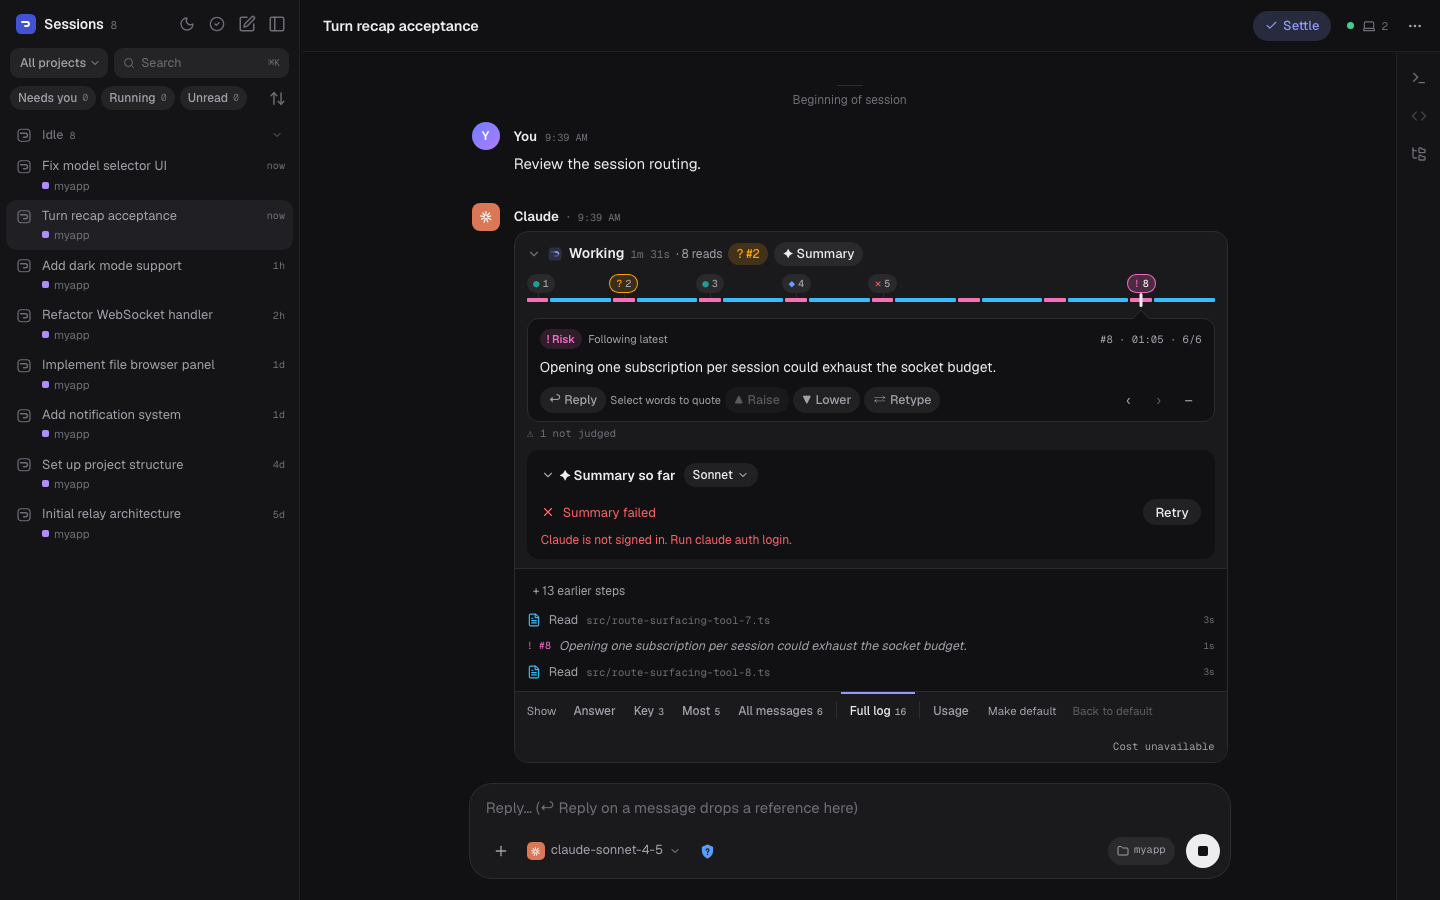 Sessions 8
All projects
Search ⌘K
Needs you 0
Running 0
Unread 0
Idle 8
Fix model selector UI now
myapp
Turn recap acceptance now
myapp
Add dark mode support 1h
myapp
Refactor WebSocket handler 2h
myapp
Implement file browser panel 1d
myapp
Add notification system 1d
myapp
Set up project structure 4d
myapp
Initial relay architecture 5d
myapp
Turn recap acceptance
Settle
2
Beginning of session
Y
You 9:39 AM
Review the session routing.
Claude · 9:39 AM
Working 1m 31s · 8 reads ? #2 ✦ Summary
1 ? 2 3 4 × 5 ! 8
! Risk Following latest #8 · 01:05 · 6/6
Opening one subscription per session could exhaust the socket budget.
↩ Reply Select words to quote ▲ Raise ▼ Lower ⇄ Retype ‹ › −
⚠ 1 not judged
✦ Summary so far Sonnet
Summary failed Retry
Claude is not signed in. Run claude auth login.
+ 13 earlier steps
Read src/route-surfacing-tool-7.ts 3s
! #8 Opening one subscription per session could exhaust the socket budget. 1s
Read src/route-surfacing-tool-8.ts 3s
Show Answer Key 3 Most 5 All messages 6 Full log 16 Usage Make default Back to default
Cost unavailable
Reply... (↩ Reply on a message drops a reference here)
claude-sonnet-4-5
myapp